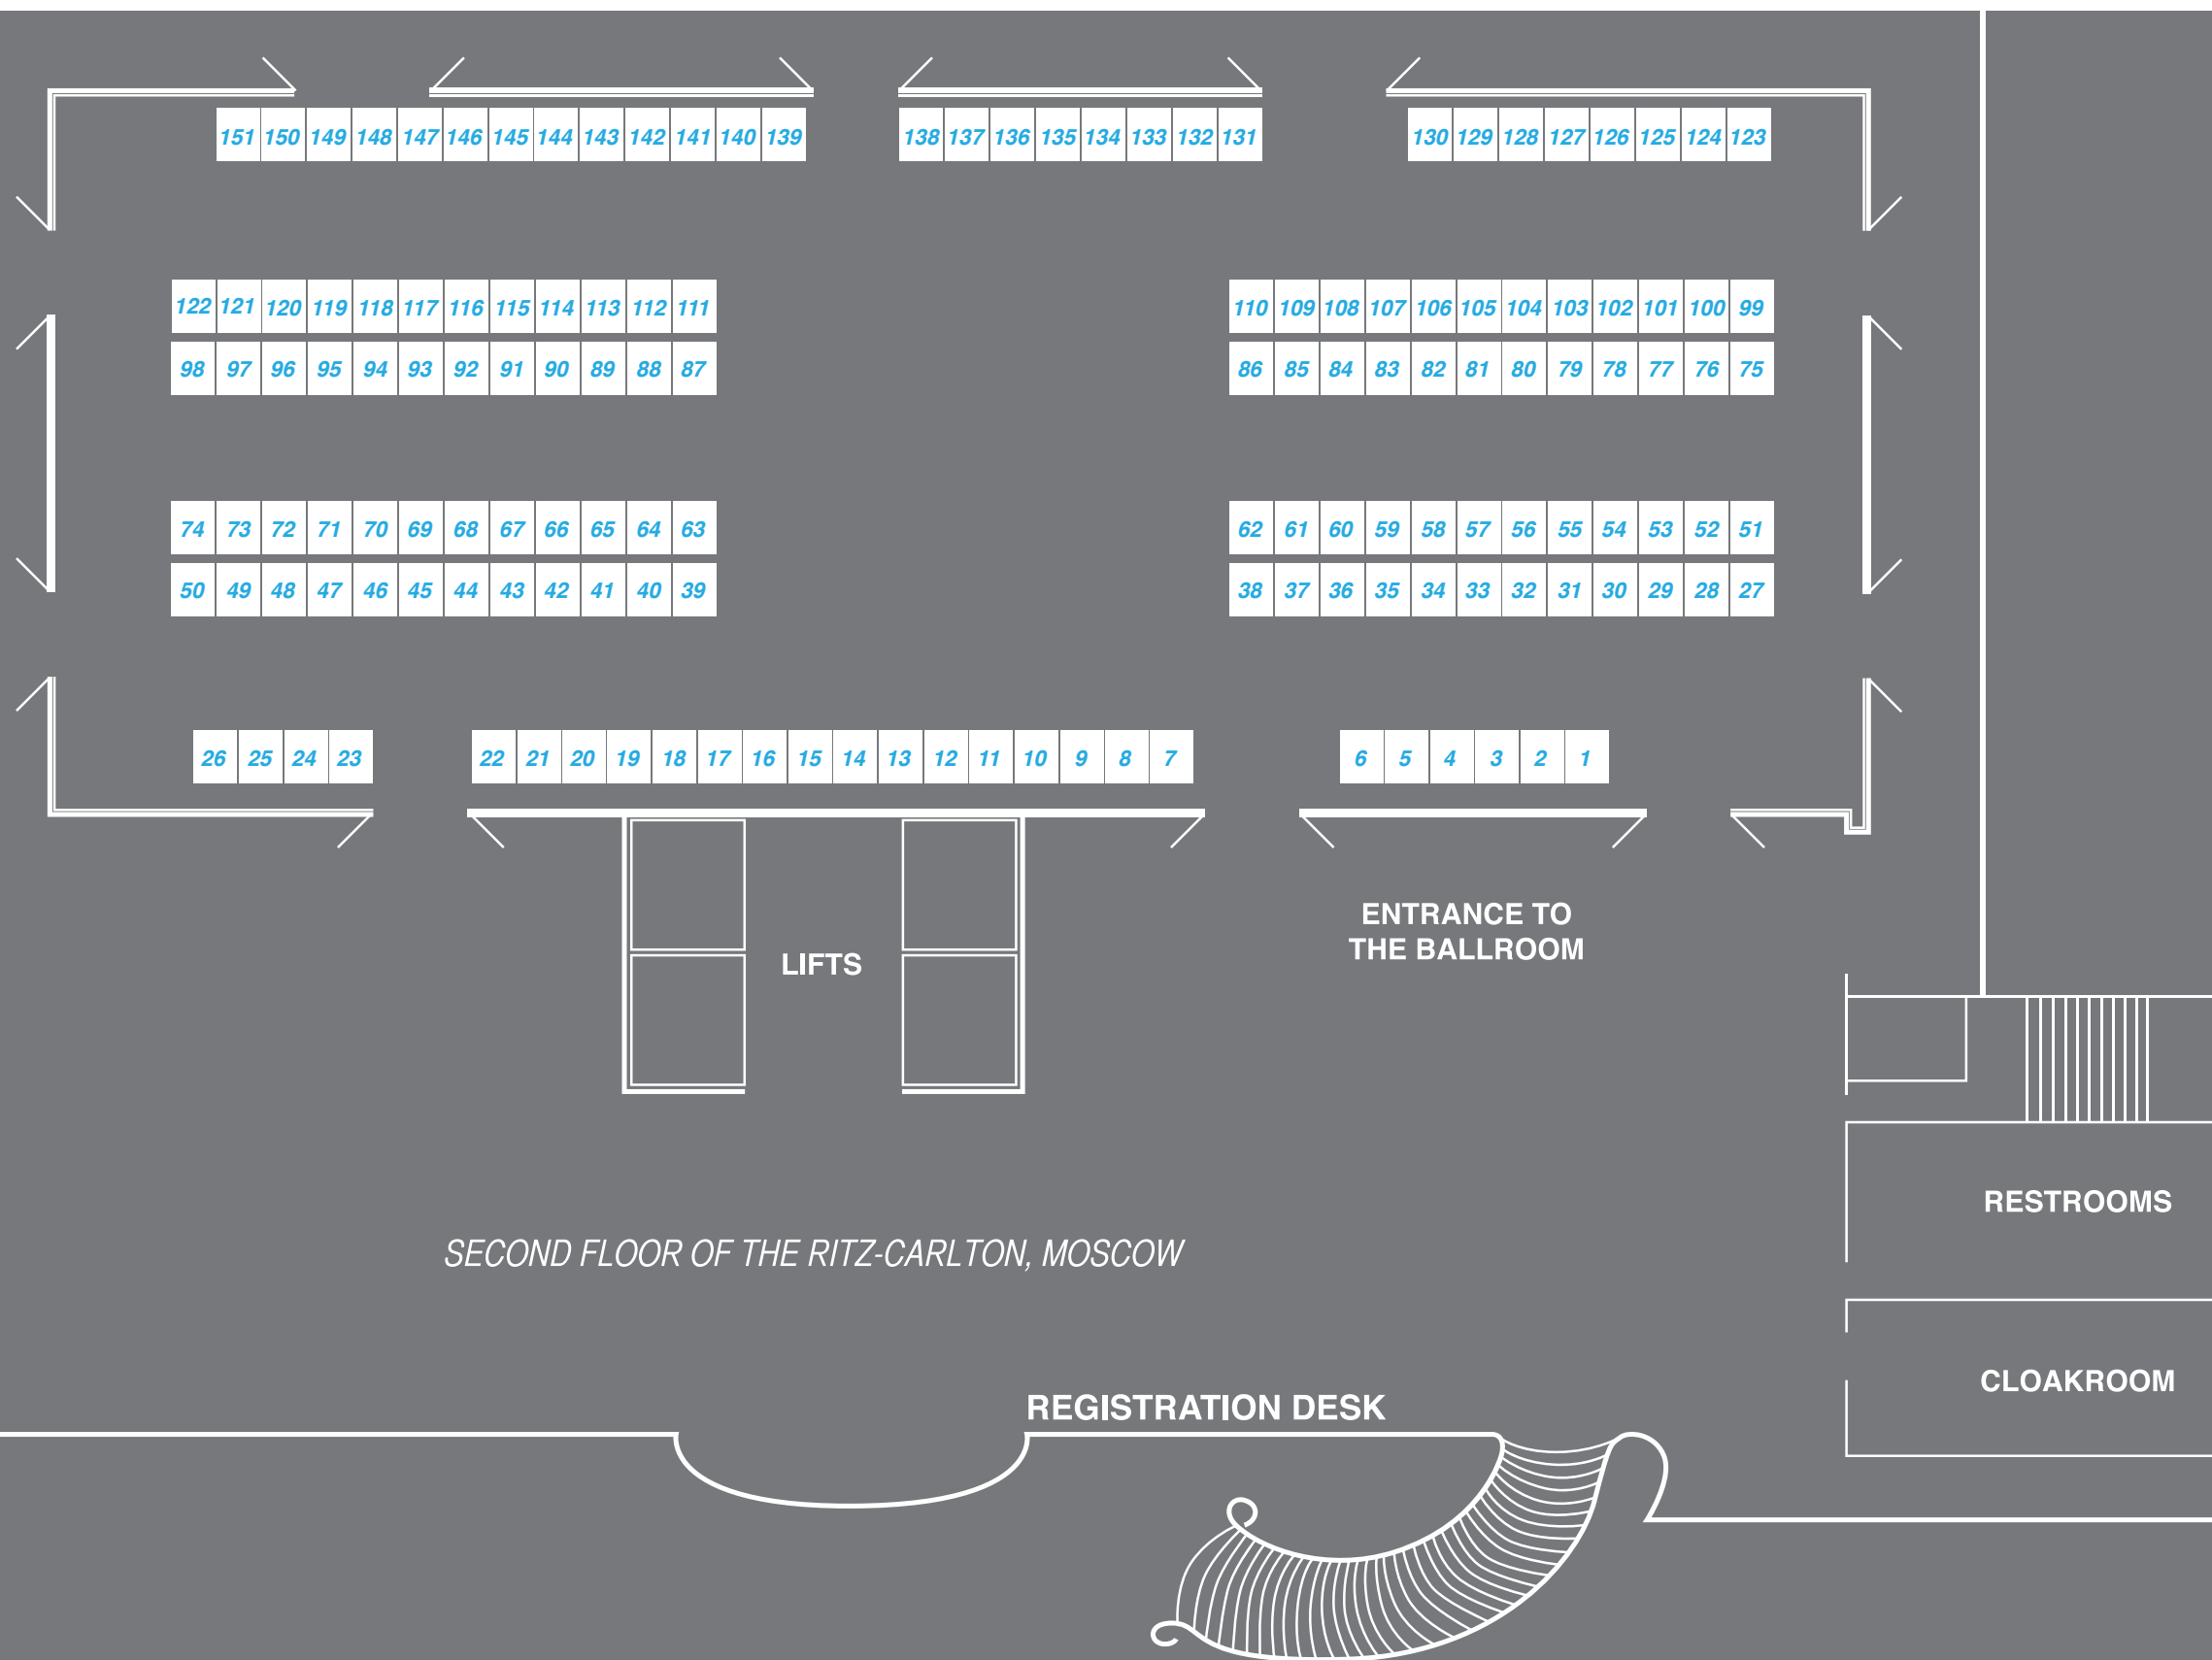 151 150 149 148 147 146 145 144 143 142 141 140 139 138 137 136 135 134 133 132 131 130 129 128 127 126 125 124 123
122 121 120 119 118 117 116 115 114 113 112 111 110 109 108 107 106 105 104 103 102 101 100 99
98 97 96 95 94 93 92 91 90 89 88 87 86 85 84 83 82 81 80 79 78 77 76 75
74 73 72 71 70 69 68 67 66 65 64 63 62 61 60 59 58 57 56 55 54 53 52 51
50 49 48 47 46 45 44 43 42 41 40 39 38 37 36 35 34 33 32 31 30 29 28 27
26 25 24 23 22 21 20 19 18 17 16 15 14 13 12 11 10 9 8 7 6 5 4 3 2 1
ENTRANCE TO
THE BALLROOM
LIFTS
RESTROOMS
SECOND FLOOR OF THE RITZ-CARLTON, MOSCOW
CLOAKROOM
REGISTRATION DESK